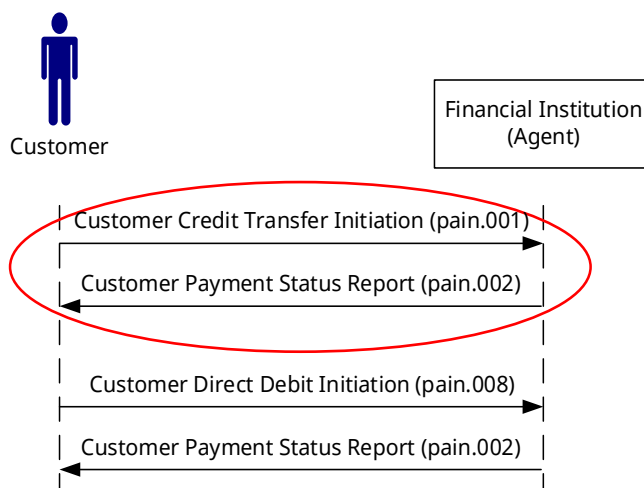 Customer
Financial Institution
(Agent)
Customer Credit Transfer Initiation (pain.001)
Customer Payment Status Report (pain.002)
Customer Direct Debit Initiation (pain.008)
Customer Payment Status Report (pain.002)